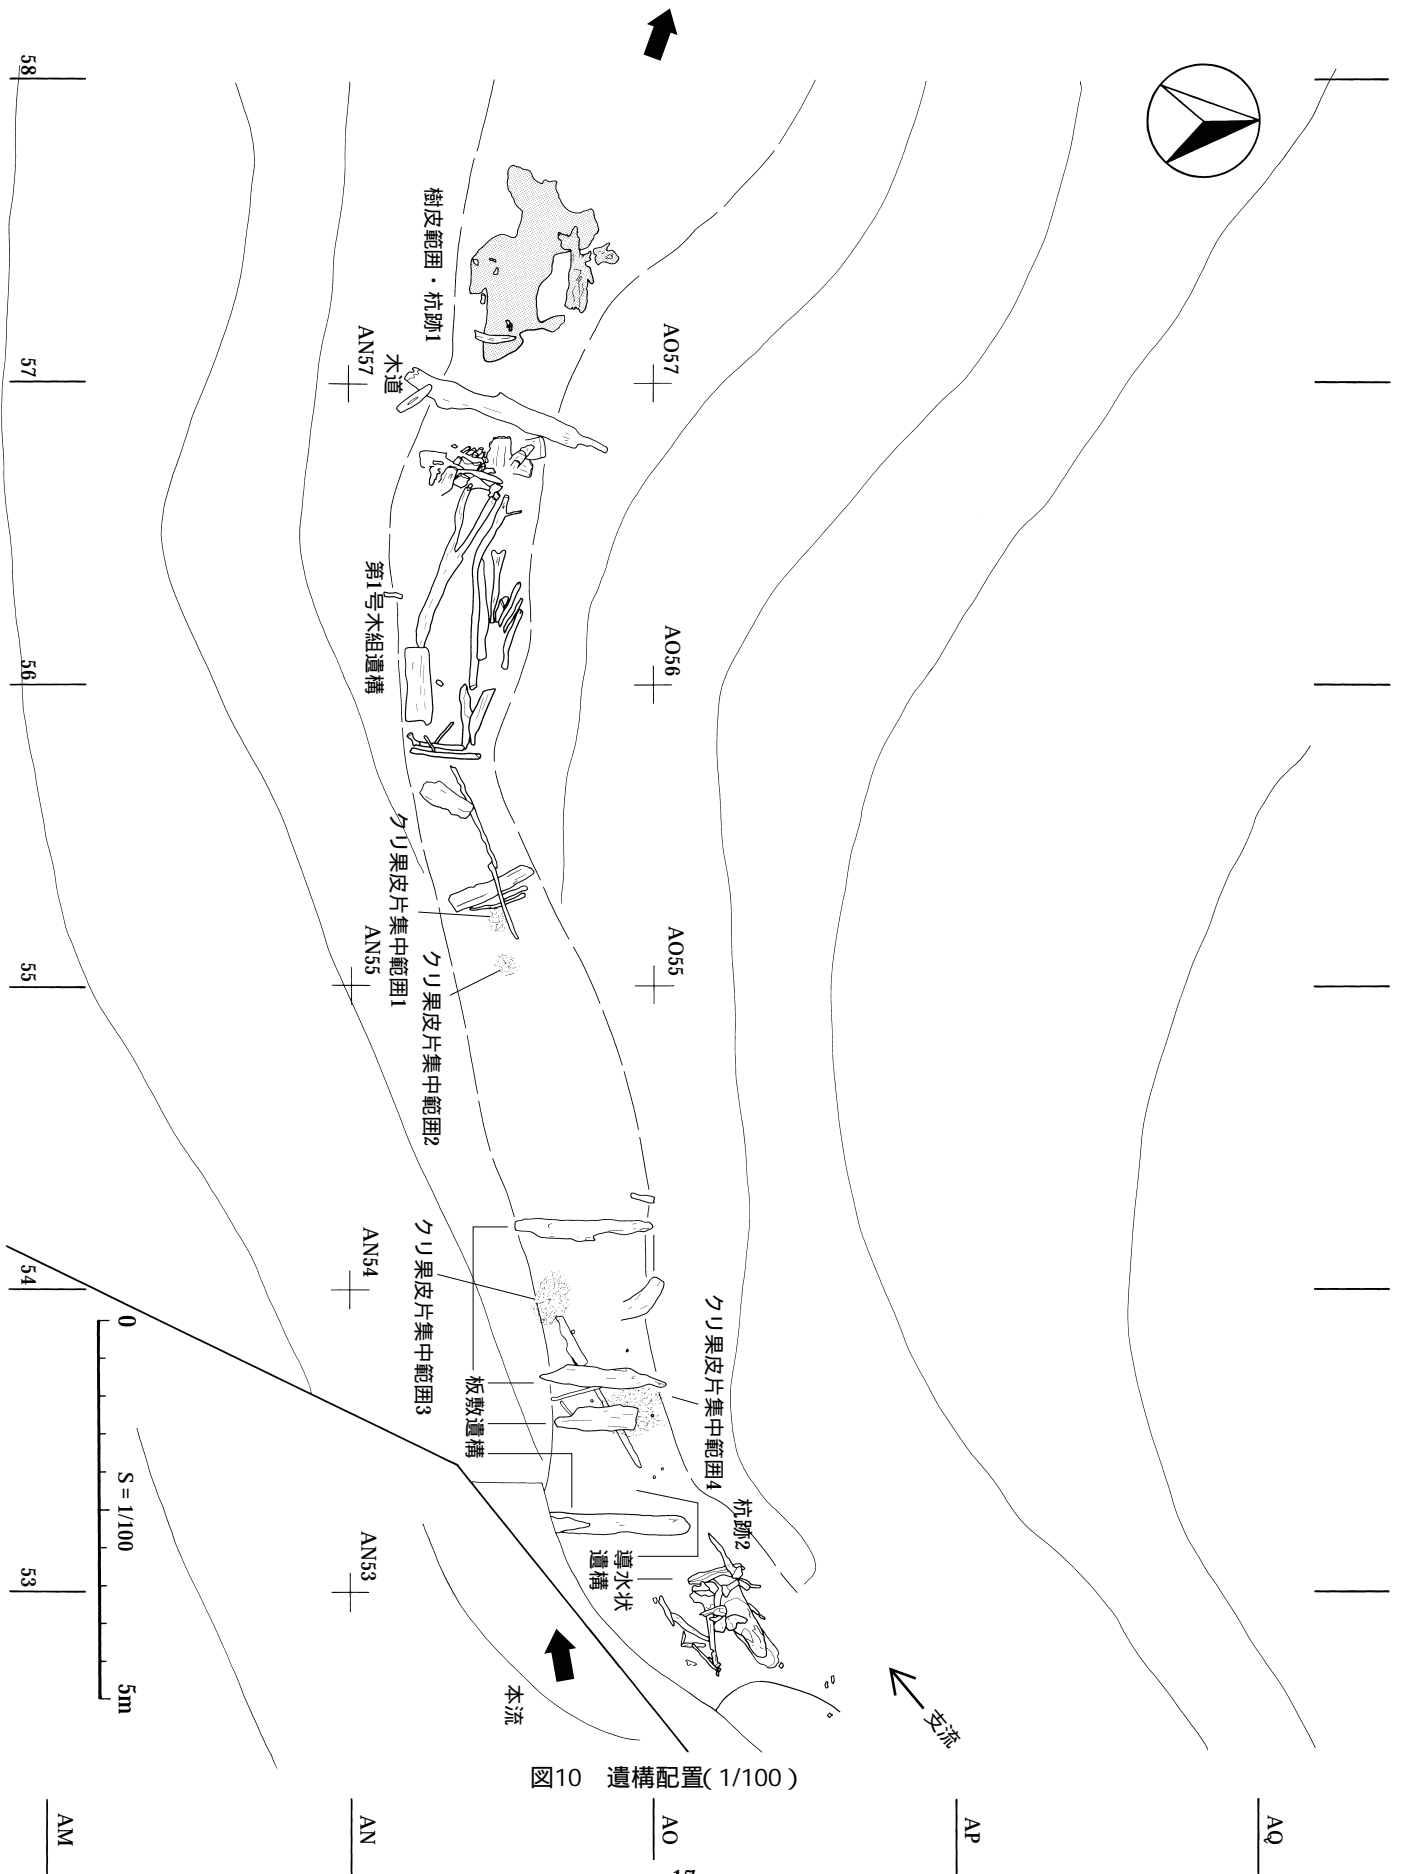 58
57
56
55
54
53
樹皮範囲・杭跡1
AN57
木道
AO57
第1号木組遺構
AO56
クリ果皮片集中範囲1
AN55
クリ果皮片集中範囲2
AO55
AN54
クリ果皮片集中範囲3
板敷遺構
クリ果皮片集中範囲4
杭跡2
導水状
遺構
AN53
本流
支流
0
S = 1/100
5m
図10 遺構配置( 1/100 )
AM
AN
AO
AP
AQ